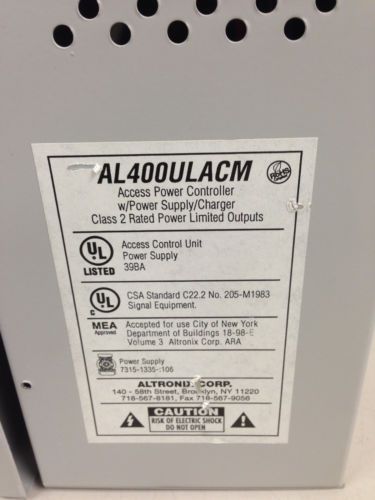 AL400ULACM
Access Power Controller
w/Power Supply/Charger
Class 2 Rated Power Limited Outputs
UL
LISTED
Access Control Unit
Power Supply
39BA
UL
C
CSA Standard C22.2 No. 205-M1983
Signal Equipment.
MEA
Approved
Accepted for use City of New York
Department of Buildings 18-98-E
Volume 3 Altronix Corp. ARA
Power Supply
7315-1335-:106
CORP.
140 - 58th Street, Brooklyn, NY 11220
718-567-8181, Fax 718-567-9056
CAUTION
RISK OF ELECTRIC SHOCK
DO NOT OPEN